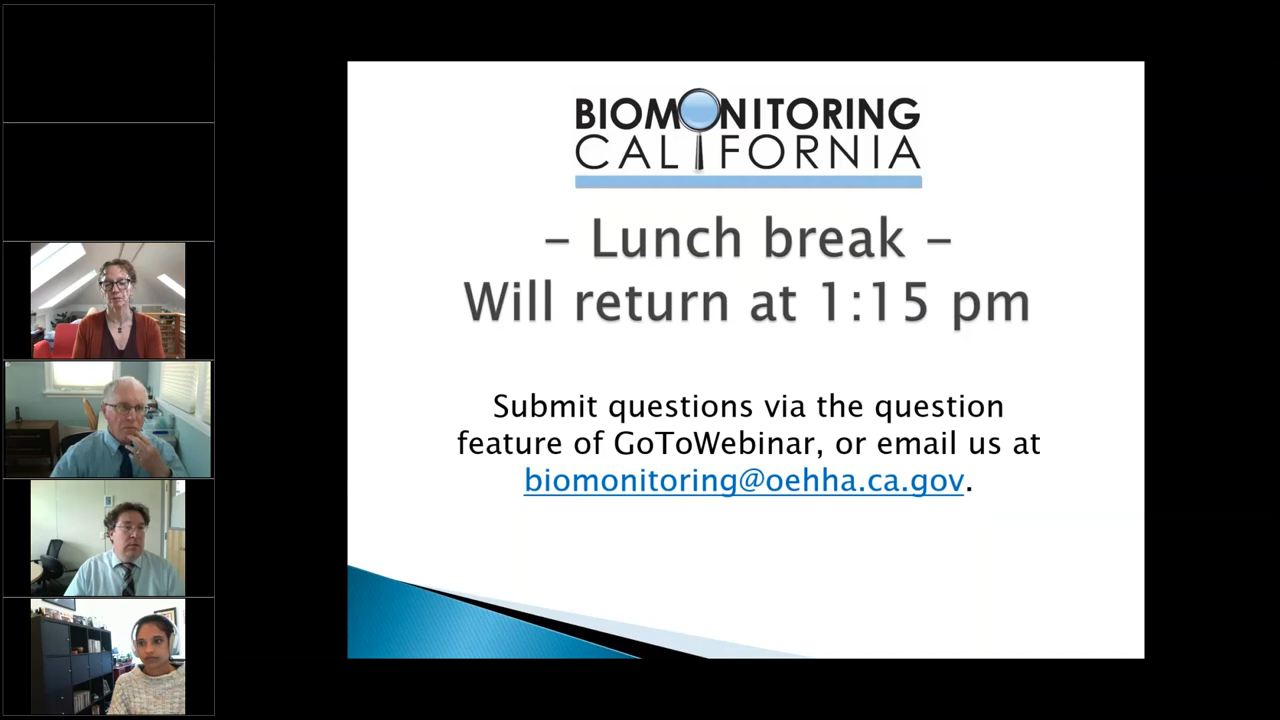 BIOMONITORING
CALIFORNIA
– Lunch break –
Will return at 1:15 pm
Submit questions via the question
feature of GoToWebinar, or email us at
biomonitoring@oehha.ca.gov.